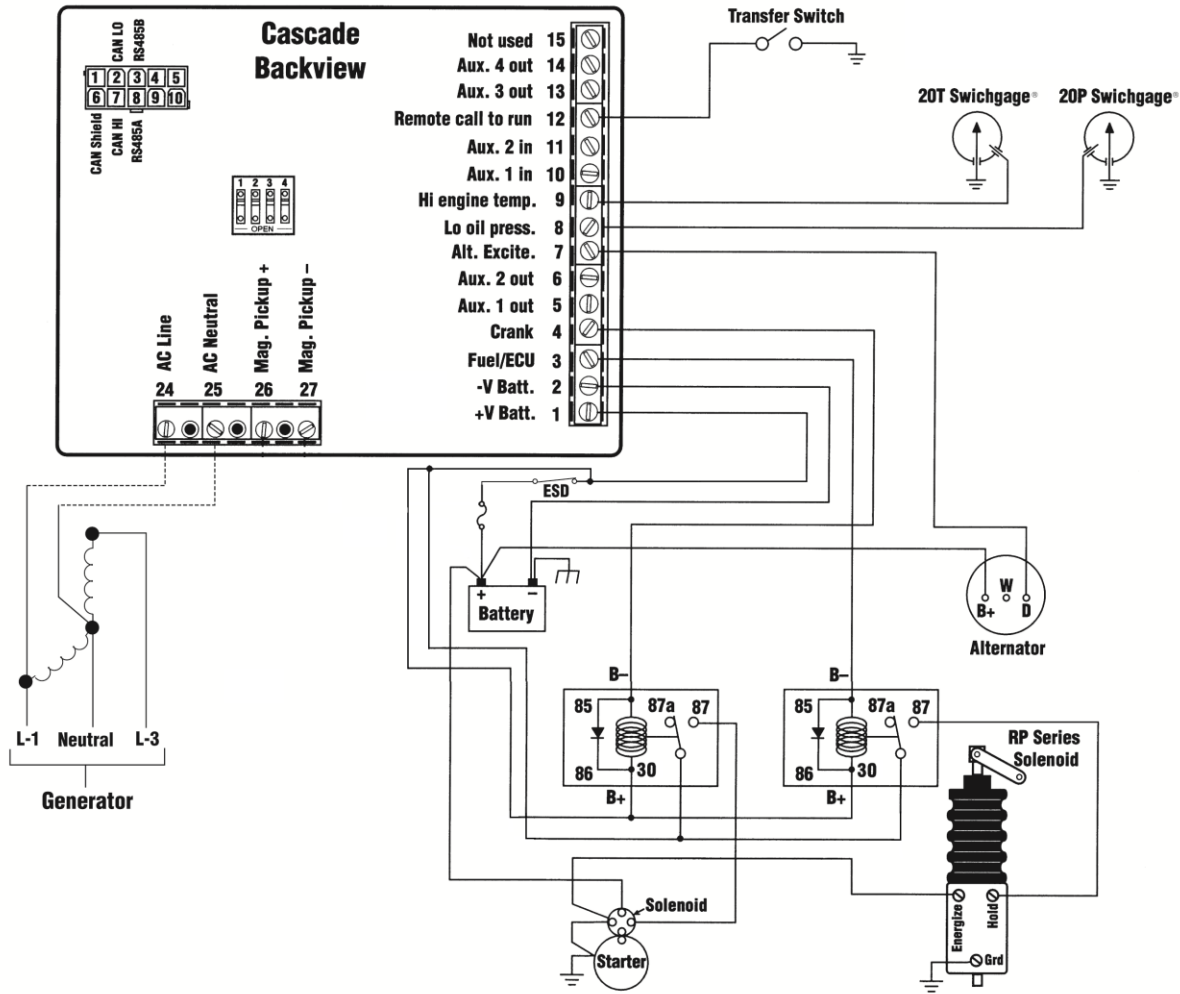 Cascade
Backview
CAN LO
RS485B
1 2 3 4 5
6 7 8 9 10
CAN Shield
CAN HI
RS485A
1 2 3 4
OPEN
Not used 15
Aux. 4 out 14
Aux. 3 out 13
Remote call to run 12
Aux. 2 in 11
Aux. 1 in 10
Hi engine temp. 9
Lo oil press. 8
Alt. Excite. 7
Aux. 2 out 6
Aux. 1 out 5
Crank 4
Fuel/ECU 3
-V Batt. 2
+V Batt. 1
AC Line
AC Neutral
Mag. Pickup +
Mag. Pickup –
24 25 26 27
Transfer Switch
20T Swichgage®
20P Swichgage®
ESD
+ –
Battery
W
B+ D
Alternator
B–
85 87a 87
86 30
B+
B–
85 87a 87
86 30
B+
RP Series
Solenoid
L-1 Neutral L-3
Generator
Solenoid
Starter
Energize
Hold
Grd